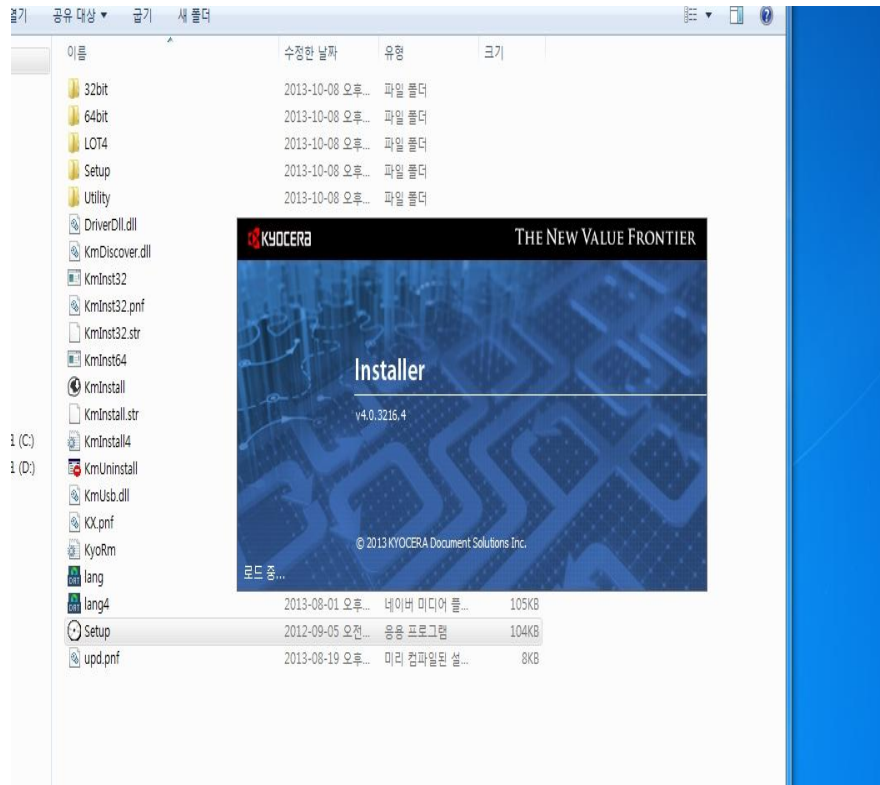 열기 공유 대상 ▼ 굽기 새 폴더
이름 수정한 날짜 유형 크기
32bit 2013-10-08 오후... 파일 폴더
64bit 2013-10-08 오후... 파일 폴더
LOT4 2013-10-08 오후... 파일 폴더
Setup 2013-10-08 오후... 파일 폴더
Utility 2013-10-08 오후... 파일 폴더
DriverDll.dll
KmDiscover.dll
KmInst32
KmInst32.pnf
KmInst32.str
KmInst64
KmInstall
KmInstall.str
KmInstall4
KmUninstall
KmUsb.dll
KX.pnf
KyoRm
lang
lang4 2013-08-01 오후... 네이버 미디어 플... 105KB
Setup 2012-09-05 오전... 응용 프로그램 104KB
upd.pnf 2013-08-19 오후... 미리 컴파일된 설... 8KB
(C:)
(D:)
KYOCERA THE NEW VALUE FRONTIER
Installer
v4.0.3216.4
© 2013 KYOCERA Document Solutions Inc.
로드 중...